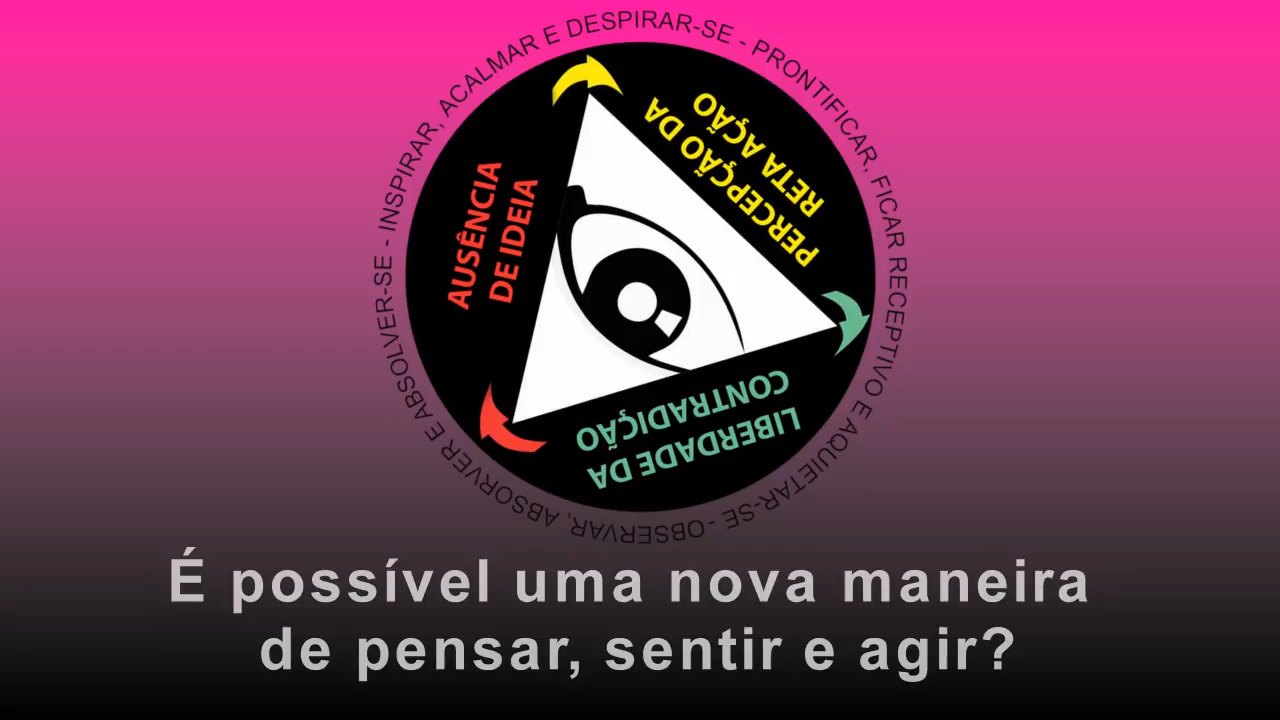 INSPIRAR, ACALMAR E DESPIRAR-SE - PRONTIFICAR, FICAR RECEPTIVO E AQUIETAR-SE - OBSERVAR, ABSORVER E ABSOLVER-SE -
AUSÊNCIA
DE IDEIA
PERCEPÇÃO DA
RETA AÇÃO
LIBERDADE DA
CONTRADIÇÃO
É possível uma nova maneira
de pensar, sentir e agir?